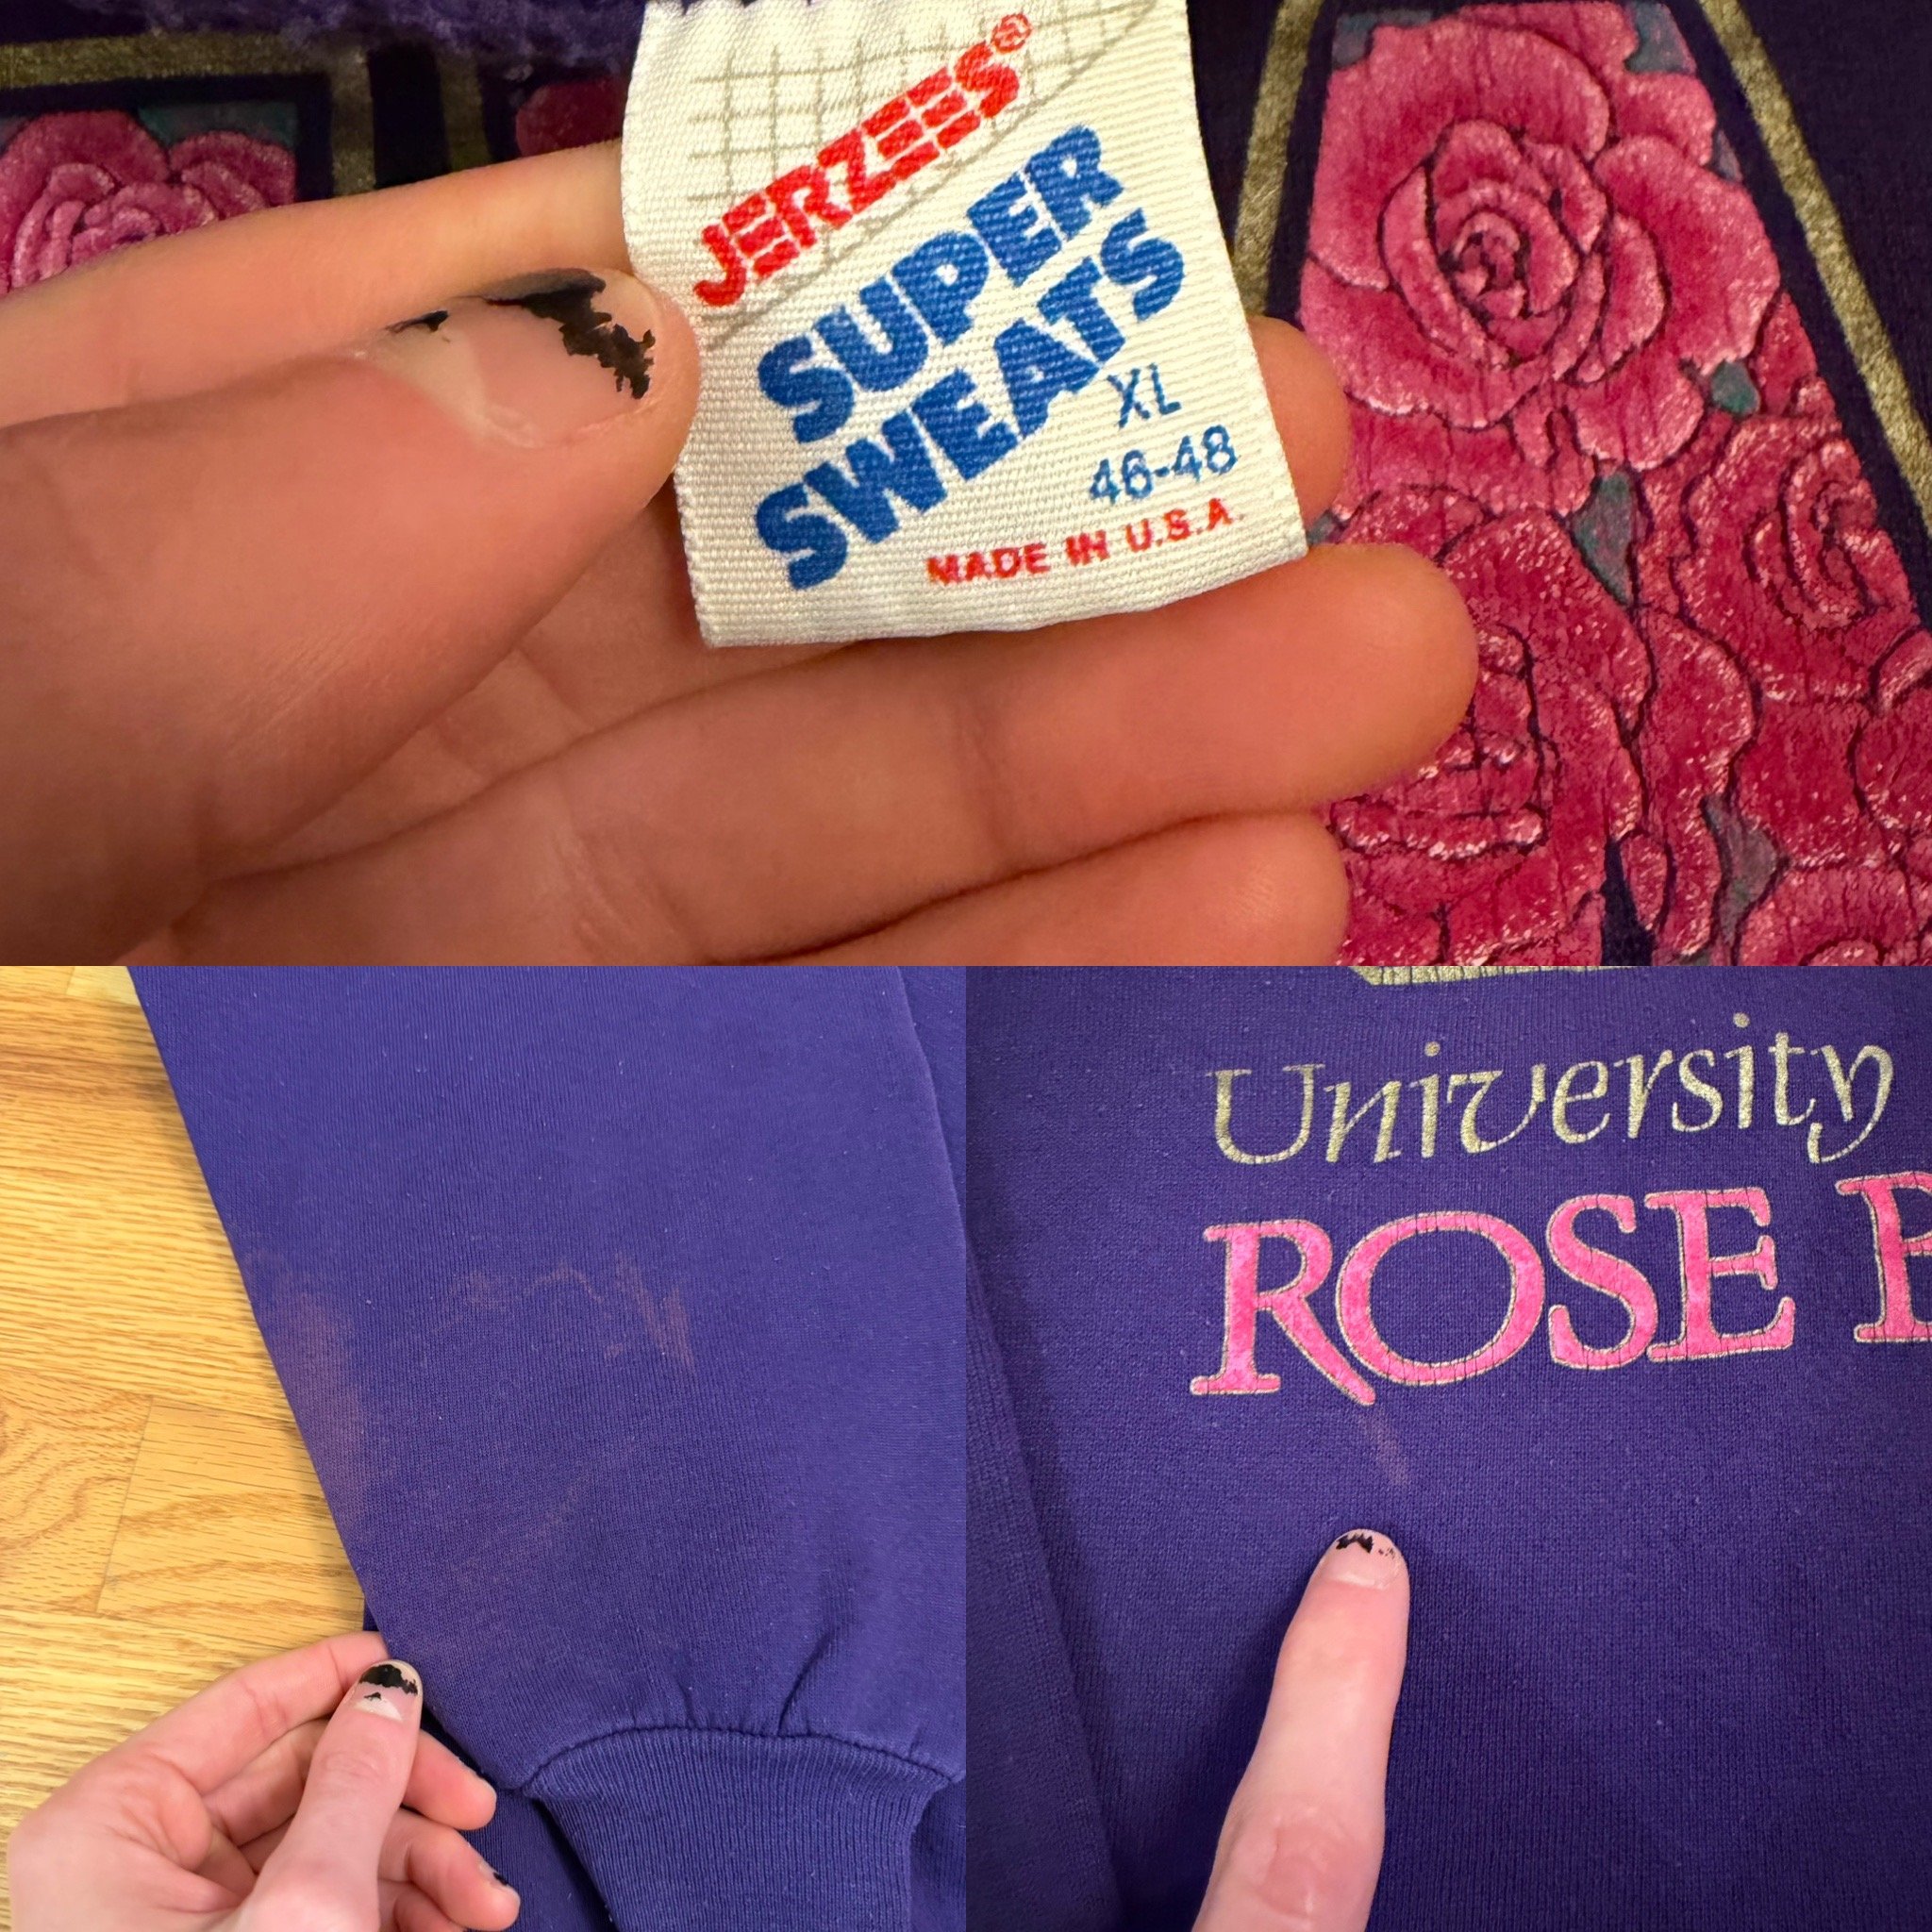 JERZEES®
SUPER
SWEATS
XL
46-48
MADE IN U.S.A.
University
ROSE